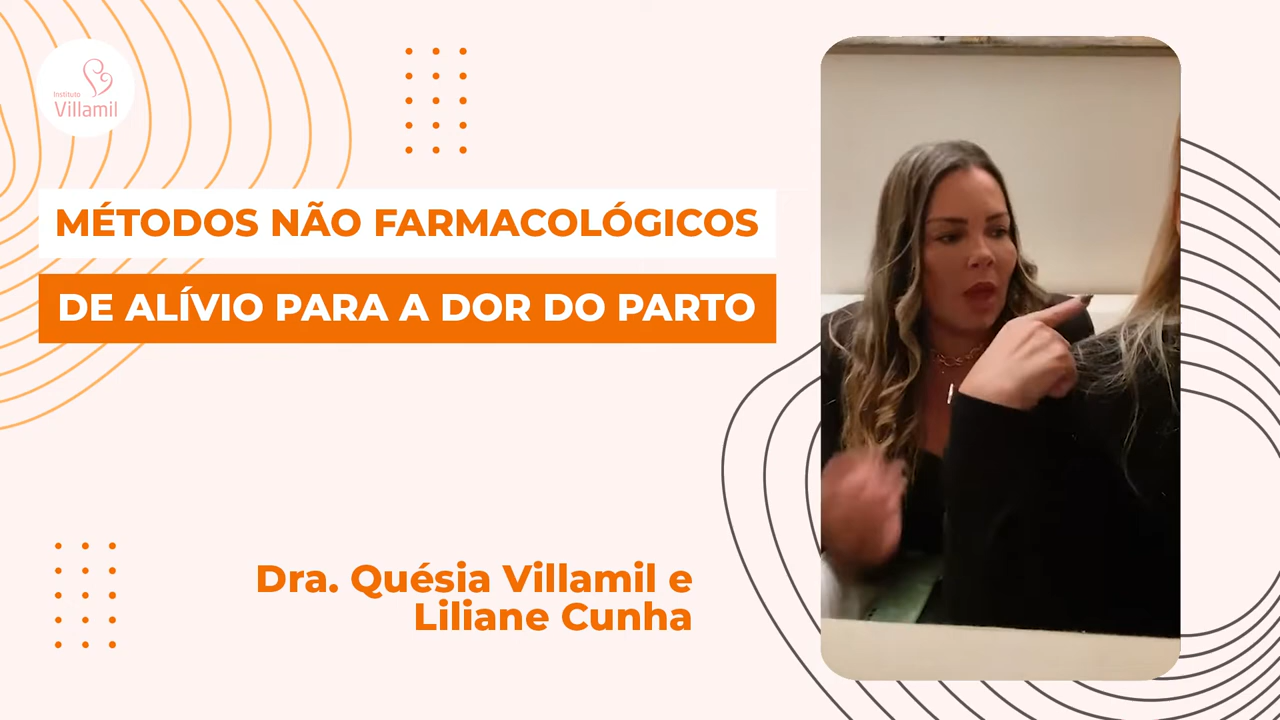 Instituto
Villamil
MÉTODOS NÃO FARMACOLÓGICOS
DE ALÍVIO PARA A DOR DO PARTO
Dra. Quésia Villamil e
Liliane Cunha